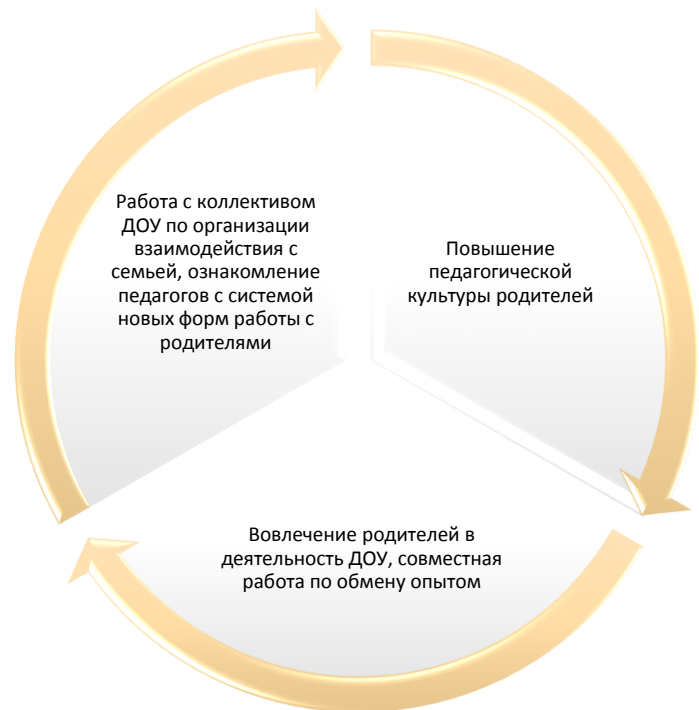 Работа с коллективом
ДОУ по организации
взаимодействия с
семьей, ознакомление
педагогов с системой
новых форм работы с
родителями
Повышение
педагогической
культуры родителей
Вовлечение родителей в
деятельность ДОУ, совместная
работа по обмену опытом